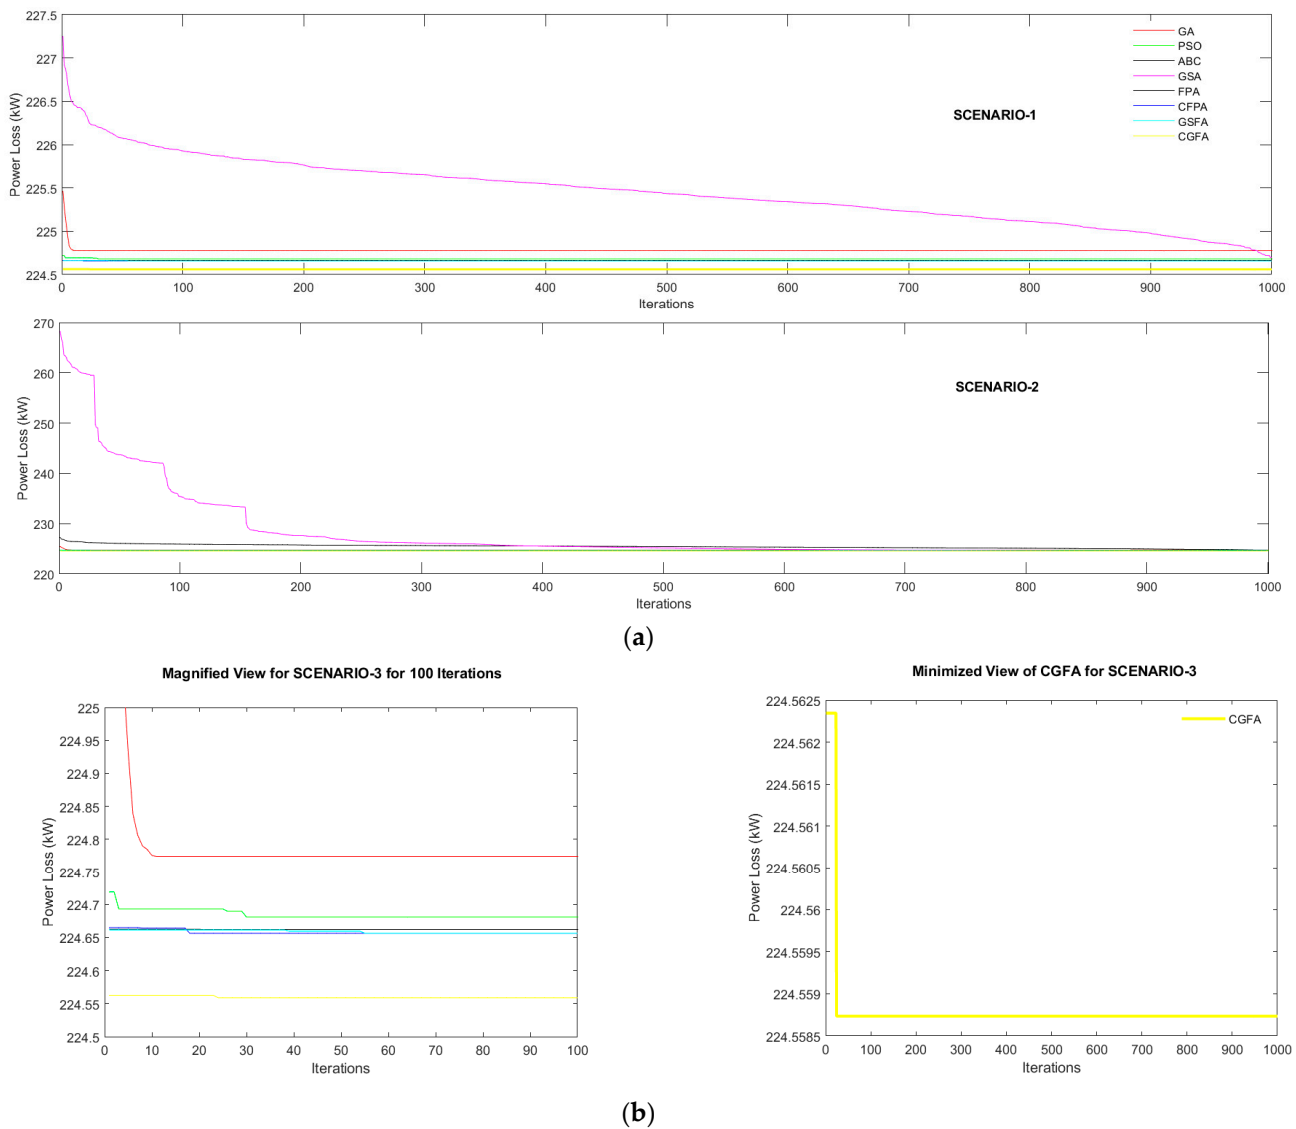 227.5
227
226.5
226
225.5
225
224.5
Power Loss (kW)
GA
PSO
ABC
GSA
FPA
CFPA
GSFA
CGFA
SCENARIO-1
0 100 200 300 400 500 600 700 800 900 1000
Iterations
270
260
250
240
230
220
Power Loss (kW)
SCENARIO-2
0 100 200 300 400 500 600 700 800 900 1000
Iterations
(a)
Magnified View for SCENARIO-3 for 100 Iterations
225
224.95
224.9
224.85
224.8
224.75
224.7
224.65
224.6
224.55
224.5
Power Loss (kW)
0 10 20 30 40 50 60 70 80 90 100
Iterations
Minimized View of CGFA for SCENARIO-3
224.5625
224.562
224.5615
224.561
224.5605
224.56
224.5595
224.559
224.5585
Power Loss (kW)
CGFA
0 100 200 300 400 500 600 700 800 900 1000
Iterations
(b)